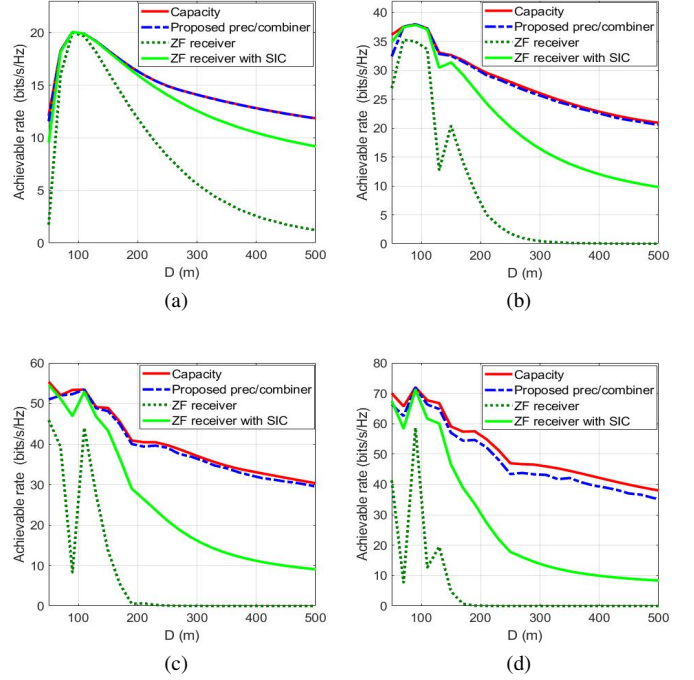 Capacity
Proposed prec/combiner
ZF receiver
ZF receiver with SIC
Achievable rate (bits/s/Hz)
20
15
10
5
0
100 200 300 400 500
D (m)
(a)
Capacity
Proposed prec/combiner
ZF receiver
ZF receiver with SIC
Achievable rate (bits/s/Hz)
40
35
30
25
20
15
10
5
0
100 200 300 400 500
D (m)
(b)
Capacity
Proposed prec/combiner
ZF receiver
ZF receiver with SIC
Achievable rate (bits/s/Hz)
60
50
40
30
20
10
0
100 200 300 400 500
D (m)
(c)
Capacity
Proposed prec/combiner
ZF receiver
ZF receiver with SIC
Achievable rate (bits/s/Hz)
80
70
60
50
40
30
20
10
0
100 200 300 400 500
D (m)
(d)